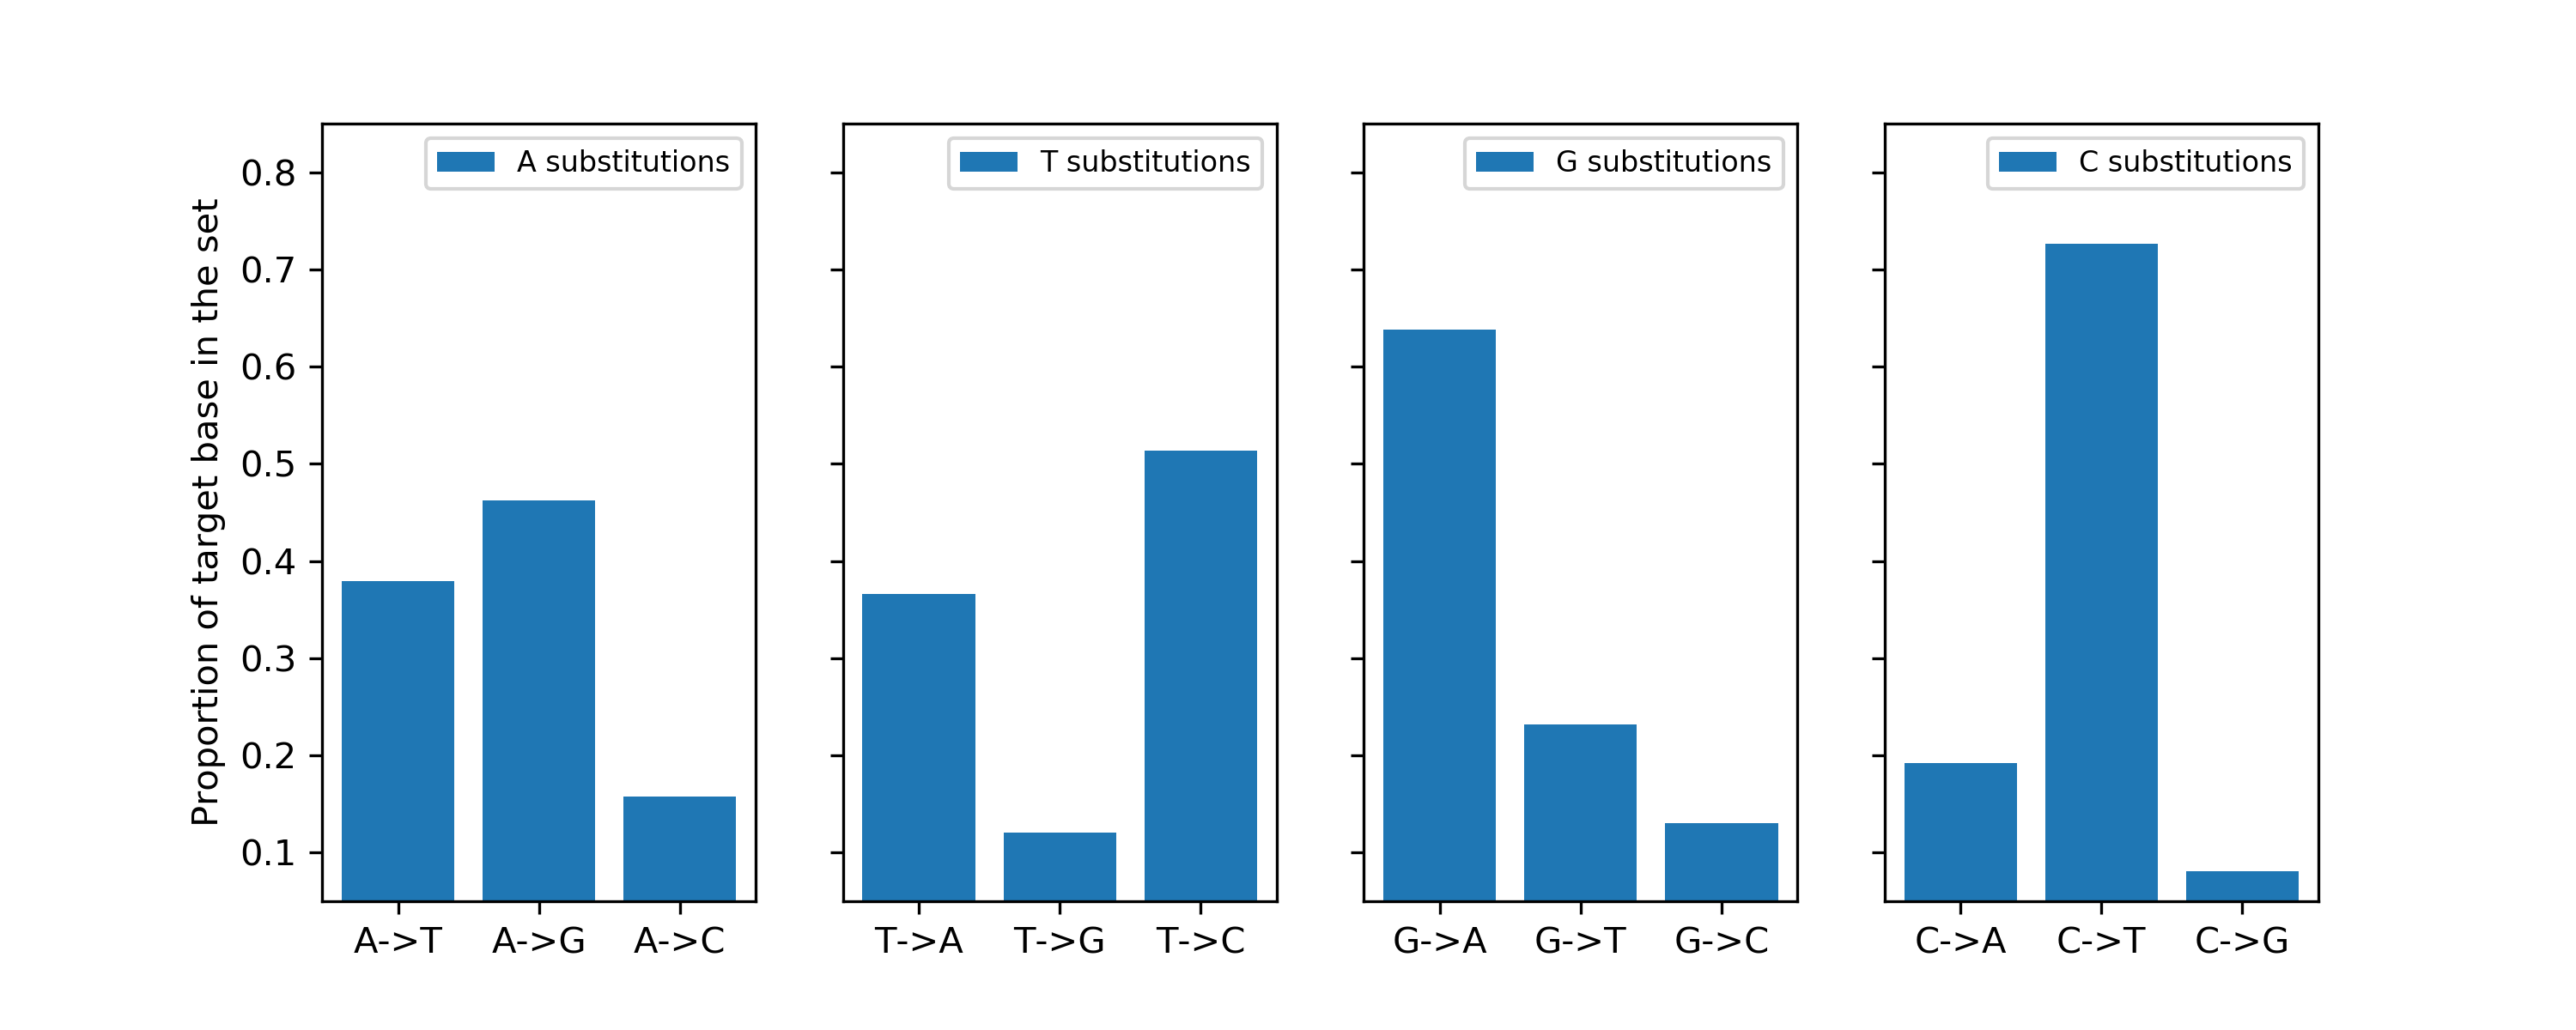 A substitutions
T substitutions
G substitutions
C substitutions
Proportion of target base in the set
0.8
0.7
0.6
0.5
0.4
0.3
0.2
0.1
A->T A->G A->C
T->A T->G T->C
G->A G->T G->C
C->A C->T C->G